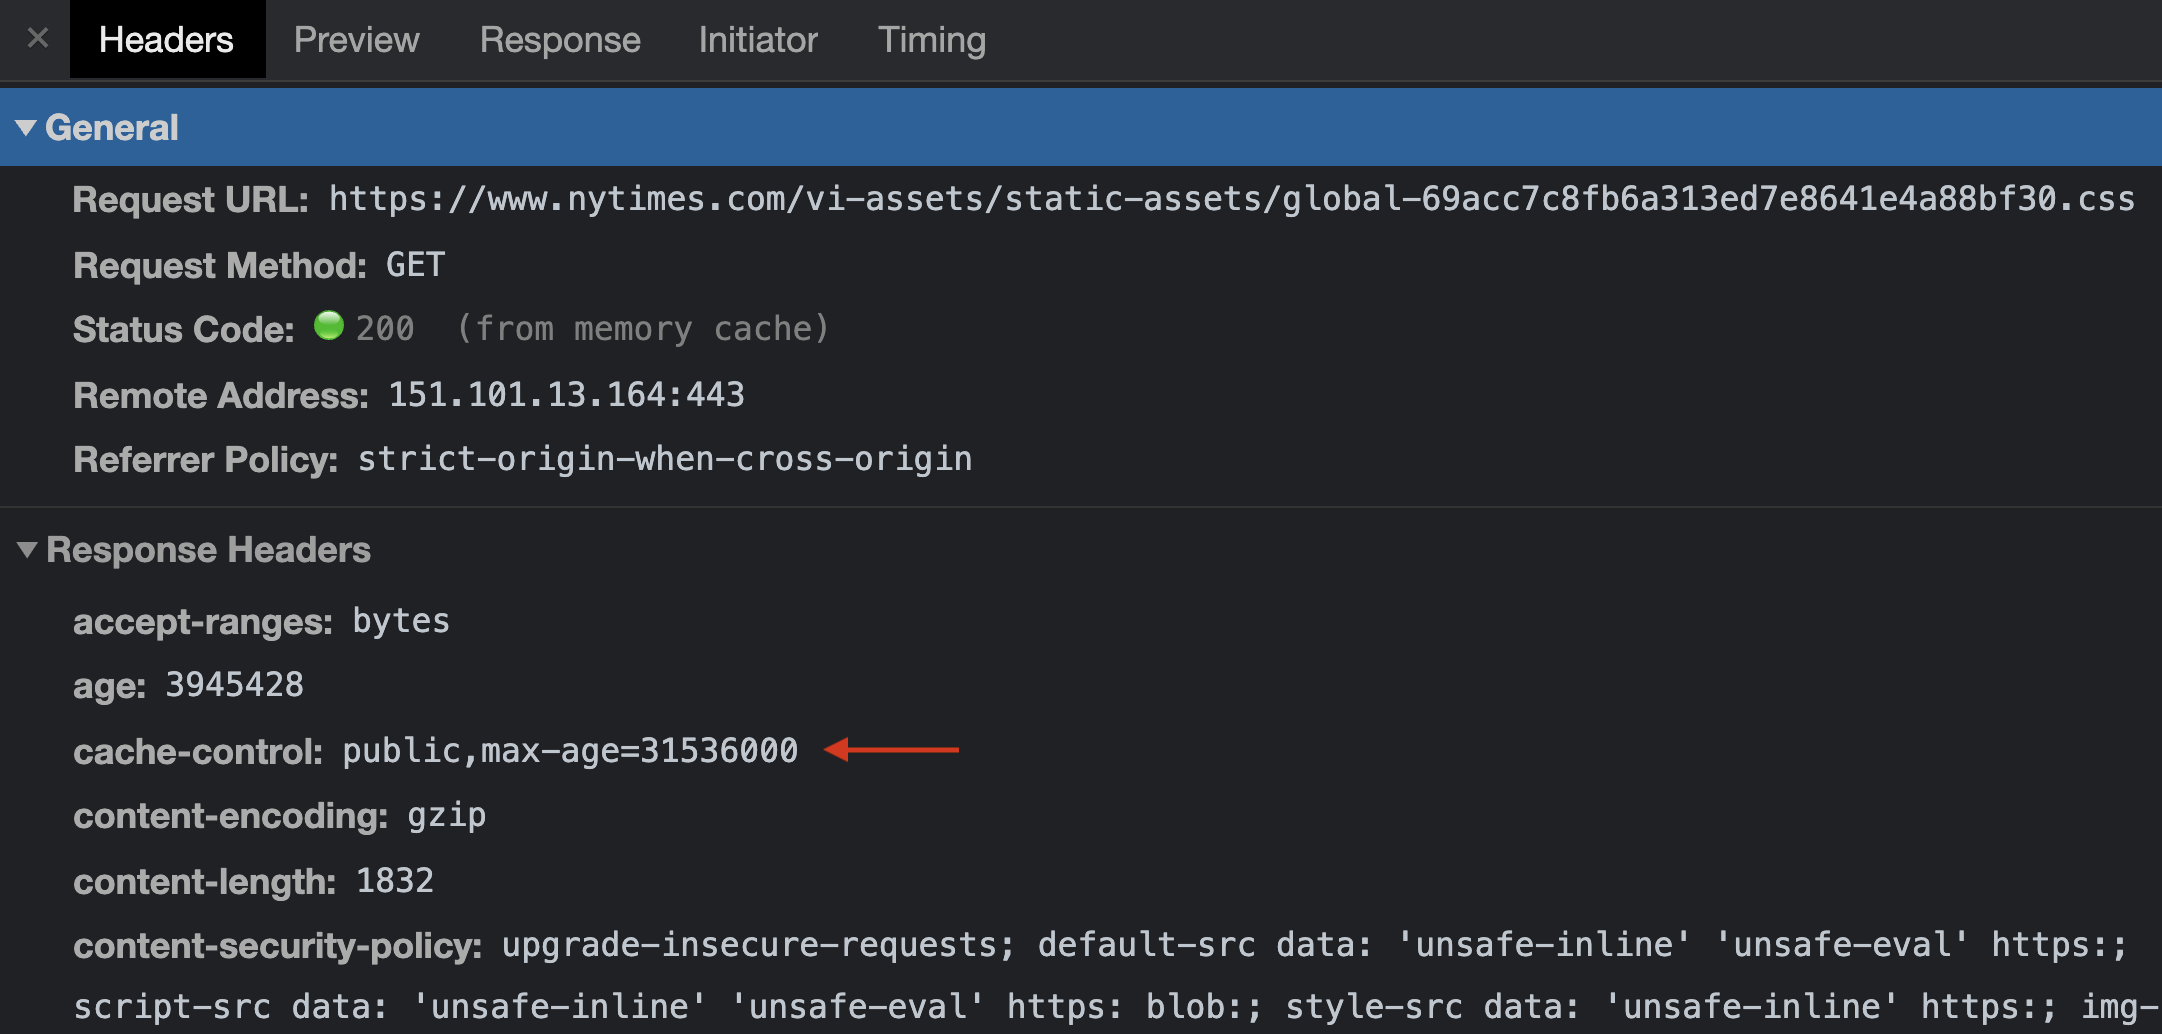 Headers Preview Response Initiator Timing
General
Request URL: https://www.nytimes.com/vi-assets/static-assets/global-69acc7c8fb6a313ed7e8641e4a88bf30.css
Request Method: GET
Status Code: 200 (from memory cache)
Remote Address: 151.101.13.164:443
Referrer Policy: strict-origin-when-cross-origin
Response Headers
accept-ranges: bytes
age: 3945428
cache-control: public,max-age=31536000
content-encoding: gzip
content-length: 1832
content-security-policy: upgrade-insecure-requests; default-src data: 'unsafe-inline' 'unsafe-eval' https:;
script-src data: 'unsafe-inline' 'unsafe-eval' https: blob:; style-src data: 'unsafe-inline' https:; img-